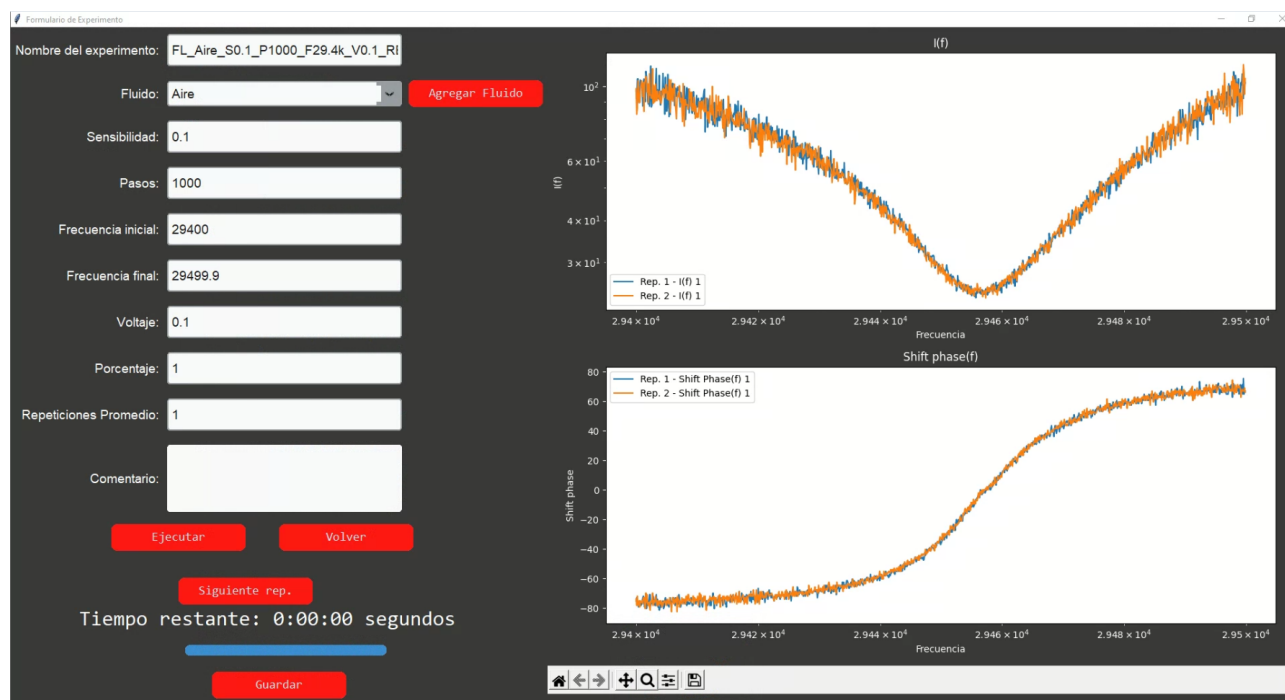 Formulario de Experimento
Nombre del experimento: FL_Aire_S0.1_P1000_F29.4k_V0.1_R
Fluido: Aire
Agregar Fluido
Sensibilidad: 0.1
Pasos: 1000
Frecuencia inicial: 29400
Frecuencia final: 29499.9
Voltaje: 0.1
Porcentaje: 1
Repeticiones Promedio: 1
Comentario:
Ejecutar
Volver
Siguiente rep.
Tiempo restante: 0:00:00 segundos
Guardar
I(f)
10²
6 × 10¹
4 × 10¹
3 × 10¹
I(f)
Rep. 1 - I(f) 1
Rep. 2 - I(f) 1
2.94 × 10⁴ 2.942 × 10⁴ 2.944 × 10⁴ 2.946 × 10⁴ 2.948 × 10⁴ 2.95 × 10⁴
Frecuencia
Shift phase(f)
80
60
40
20
0
−20
−40
−60
−80
Shift phase
Rep. 1 - Shift Phase(f) 1
Rep. 2 - Shift Phase(f) 1
2.94 × 10⁴ 2.942 × 10⁴ 2.944 × 10⁴ 2.946 × 10⁴ 2.948 × 10⁴ 2.95 × 10⁴
Frecuencia